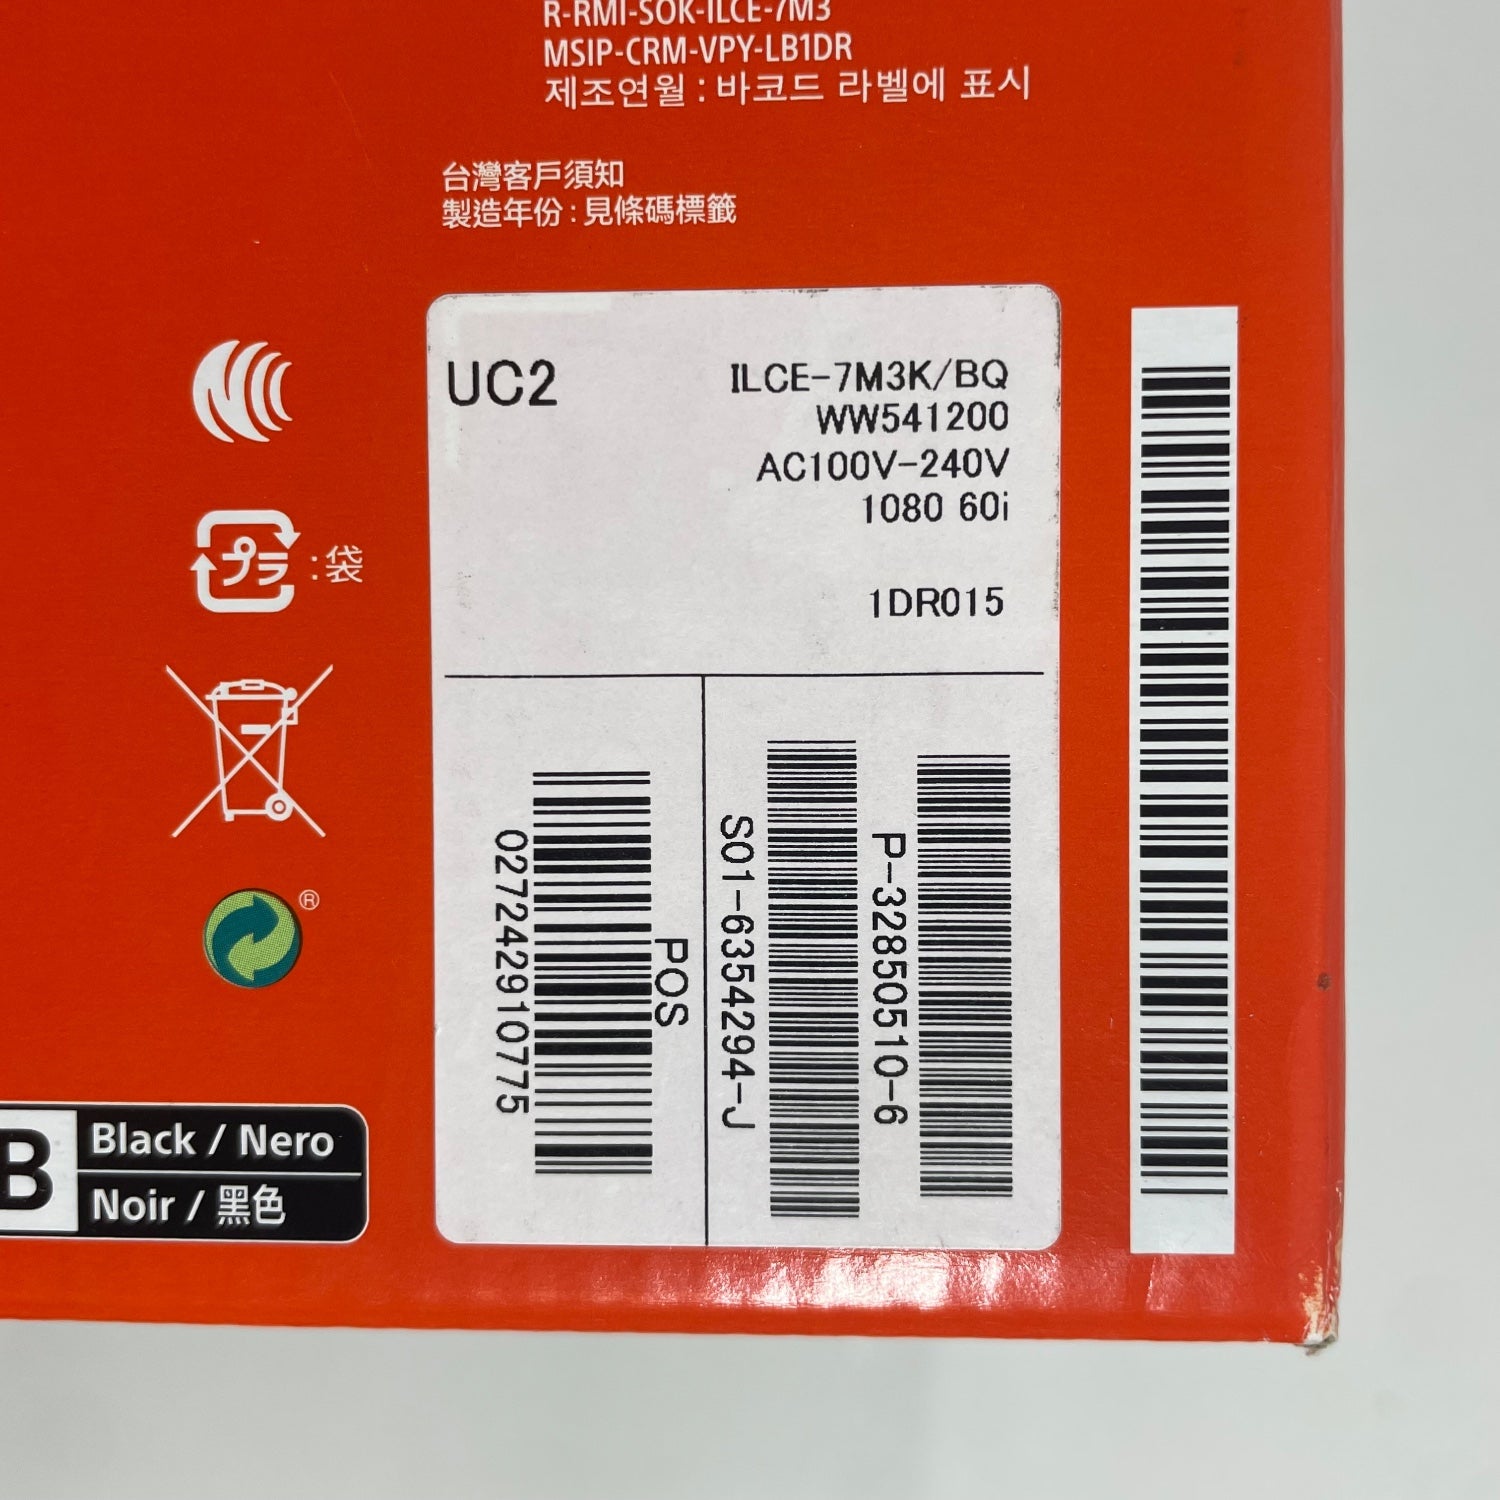 R-RMI-SOK-ILCE-7M3
MSIP-CRM-VPY-LB1DR
제조연월 : 바코드 라벨에 표시
台灣客戶須知
製造年份 : 見條碼標籤
UC2
ILCE-7M3K/BQ
WW541200
AC100V-240V
1080 60i
1DR015
プラ
:袋
®
027242910775
POS
S01-6354294-J
P-32850510-6
B
Black / Nero
Noir / 黑色